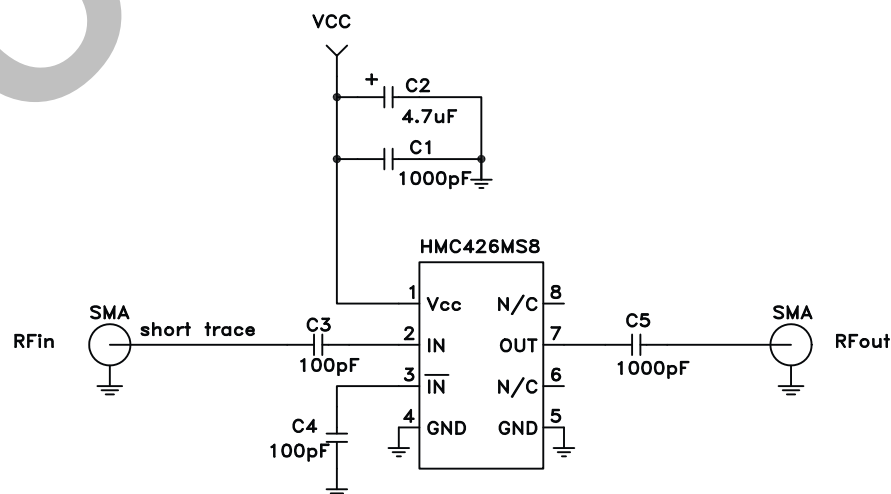 VCC
+ C2
4.7uF
C1
1000pF
HMC426MS8
1 Vcc N/C 8
SMA
RFin
short trace
C3
100pF
2 IN OUT 7
C5
1000pF
SMA
RFout
3 IN N/C 6
C4
100pF
4 GND GND 5